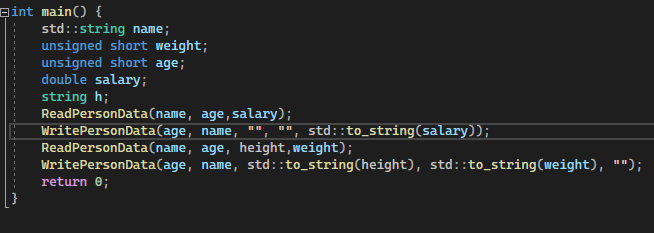 int main() {
std::string name;
unsigned short weight;
unsigned short age;
double salary;
string h;
ReadPersonData(name, age,salary);
WritePersonData(age, name, "", "", std::to_string(salary));
ReadPersonData(name, age, height,weight);
WritePersonData(age, name, std::to_string(height), std::to_string(weight), "");
return 0;
}